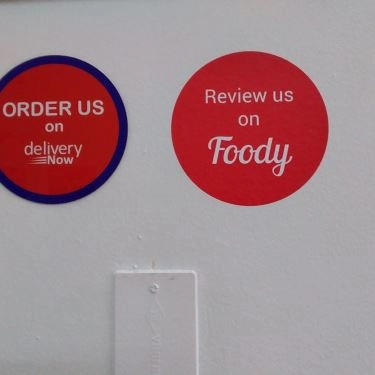 ORDER US
on
delivery
Now
Review us
on
Foody